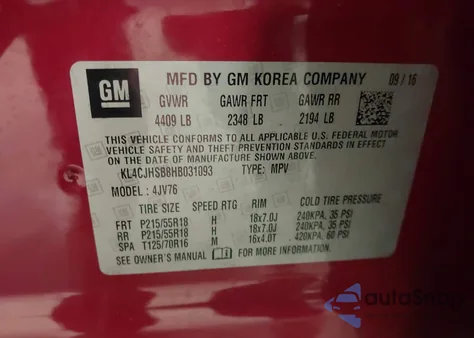 GM MFD BY GM KOREA COMPANY 09/16
GVWR GAWR FRT GAWR RR
4409 LB 2348 LB 2194 LB
THIS VEHICLE CONFORMS TO ALL APPLICABLE U.S. FEDERAL MOTOR
VEHICLE SAFETY AND THEFT PREVENTION STANDARDS IN EFFECT ON THE
DATE OF MANUFACTURE SHOWN ABOVE.
KL4CJHSB8HB031093 TYPE: MPV
MODEL: 4JV76
TIRE SIZE SPEED RTG RIM COLD TIRE PRESSURE
FRT P215/55R18 H 18x7.0J 240KPA, 35 PSI
RR P215/55R18 H 18x7.0J 240KPA, 35 PSI
SPA T125/70R16 M 16x4.0T 420KPA, 60 PSI
SEE OWNER'S MANUAL FOR MORE INFORMATION.
autoSnap